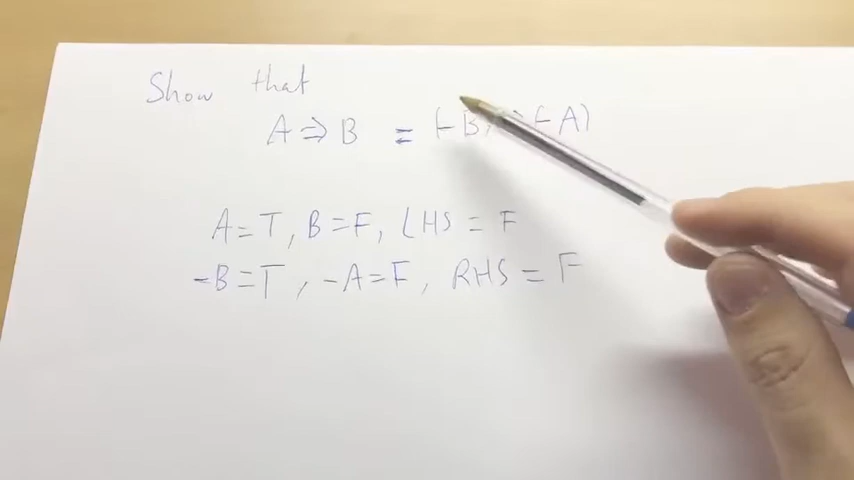 Show that
A ⇒ B = (-B) ⇒ (-A)
A = T, B = F, LHS = F
-B = T, -A = F, RHS = F